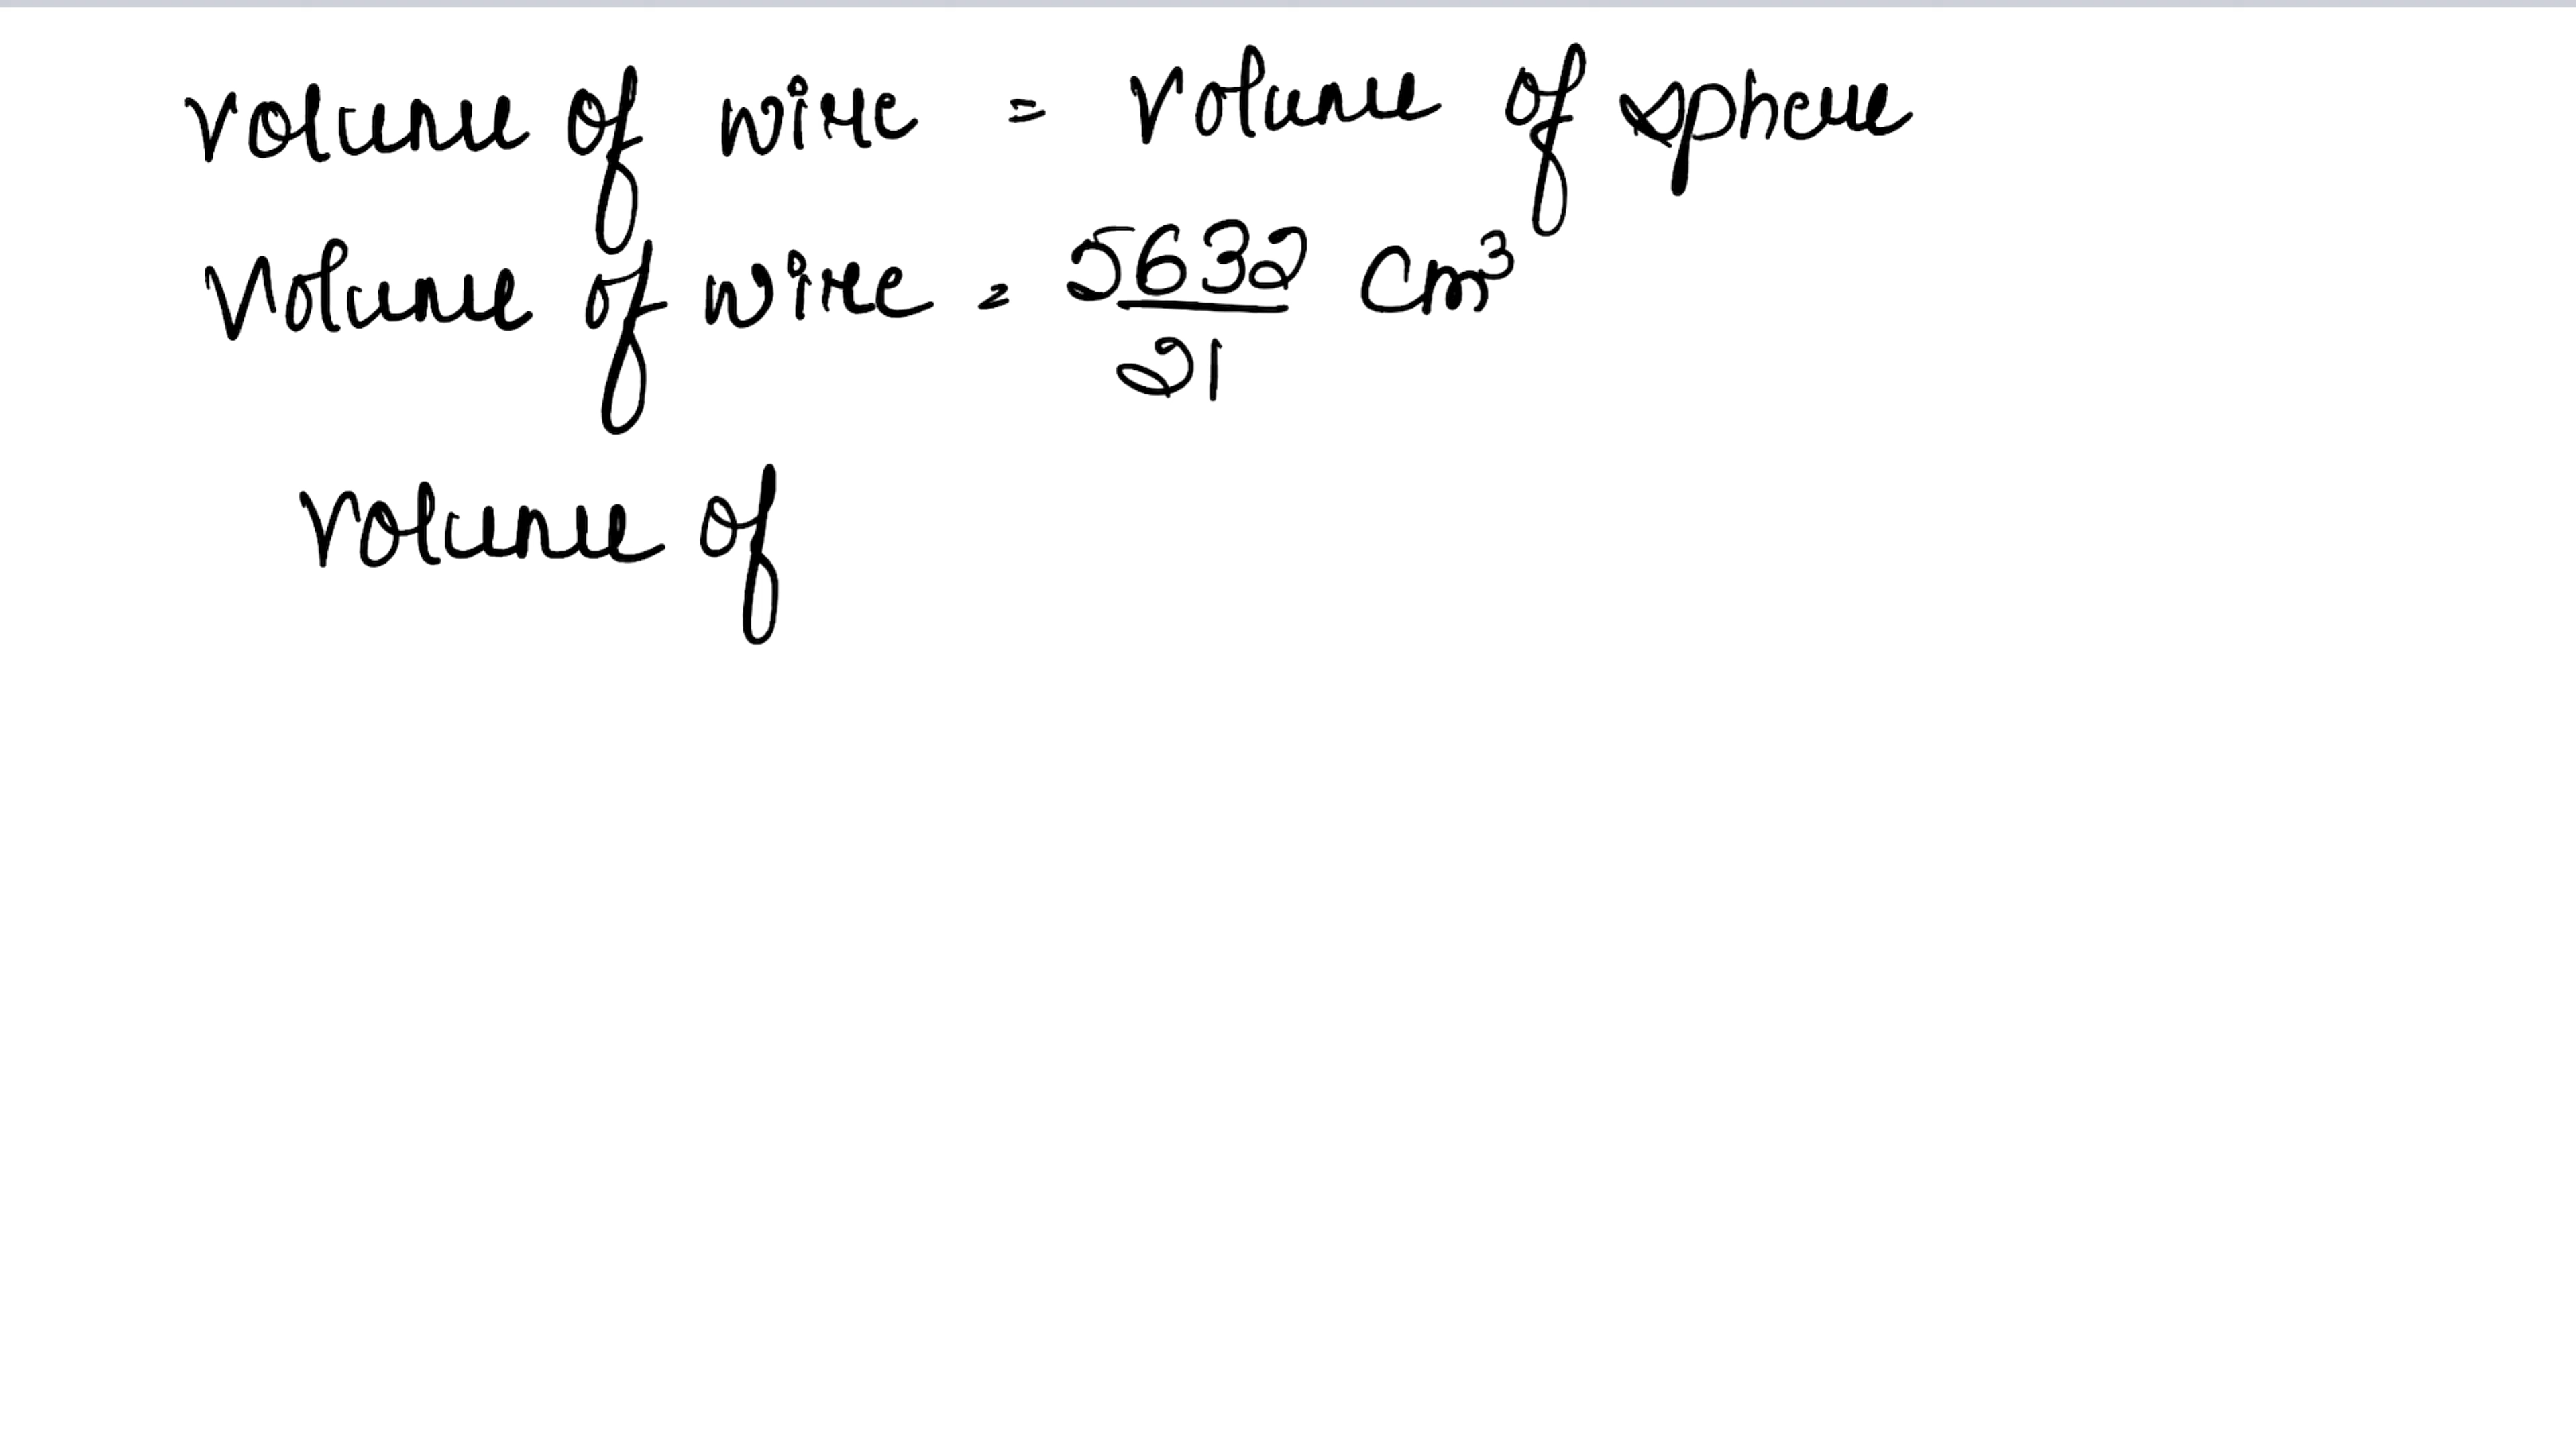 Volume of wire = Volume of sphere
Volume of wire = 5632/21 cm³
Volume of